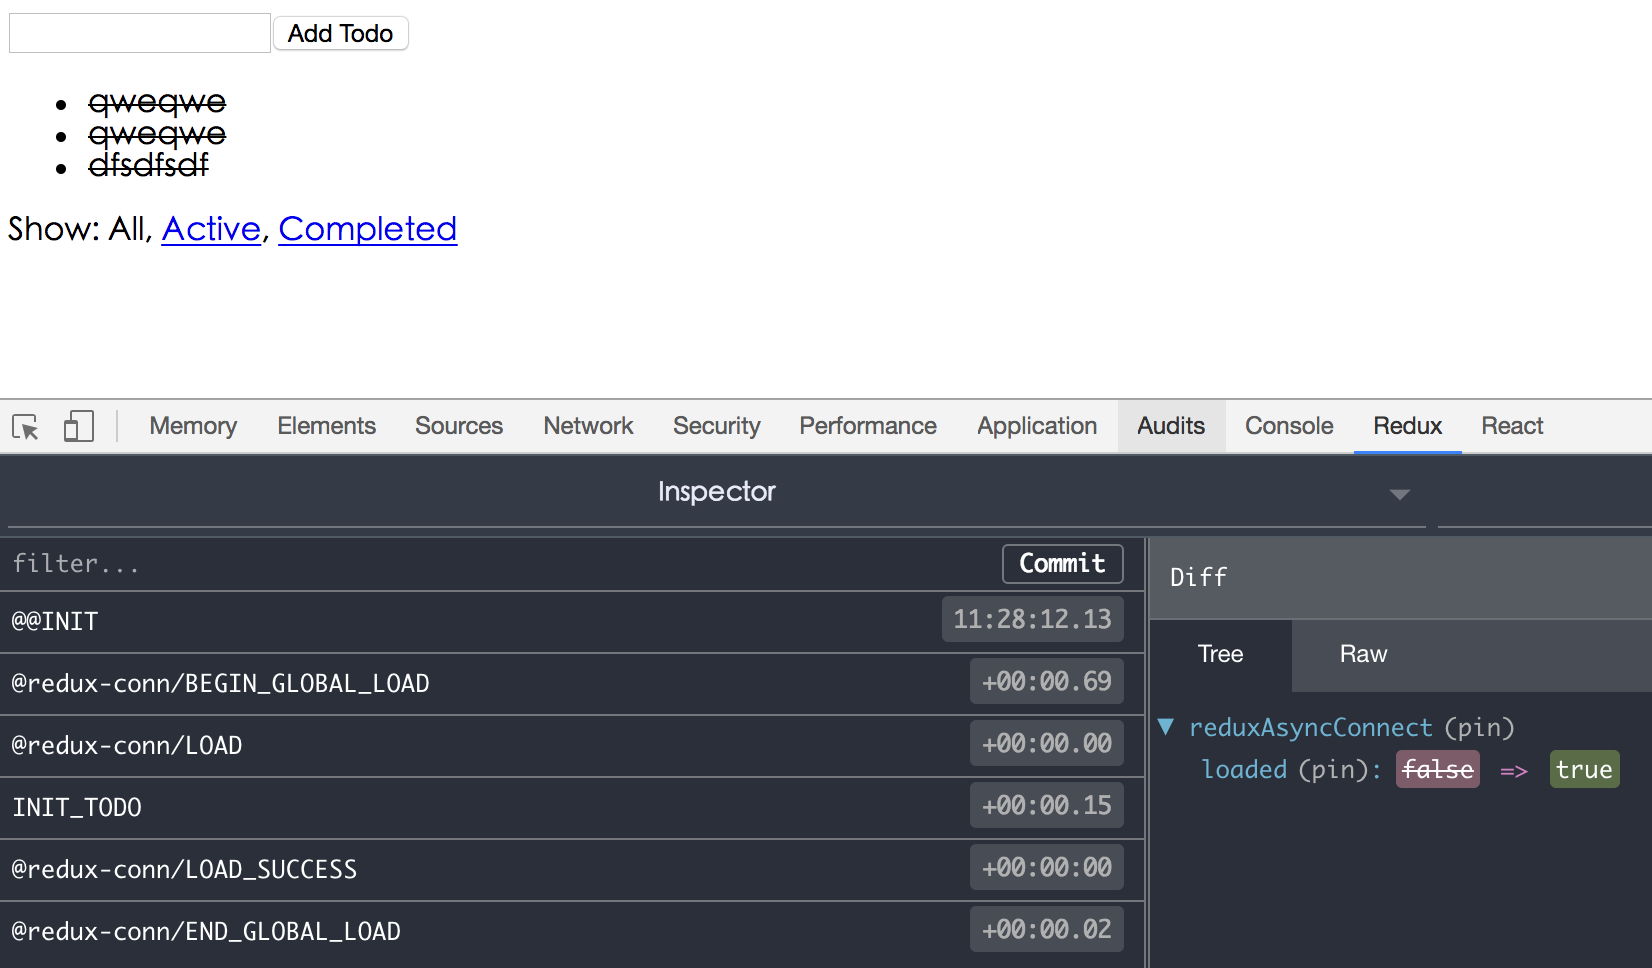 Add Todo
qweqwe
qweqwe
dfsdfsdf
Show: All, Active, Completed
Memory Elements Sources Network Security Performance Application Audits Console Redux React
Inspector
filter... Commit
@@INIT 11:28:12.13
@redux-conn/BEGIN_GLOBAL_LOAD +00:00.69
@redux-conn/LOAD +00:00.00
INIT_TODO +00:00.15
@redux-conn/LOAD_SUCCESS +00:00:00
@redux-conn/END_GLOBAL_LOAD +00:00.02
Diff
Tree Raw
reduxAsyncConnect (pin)
loaded (pin): false => true